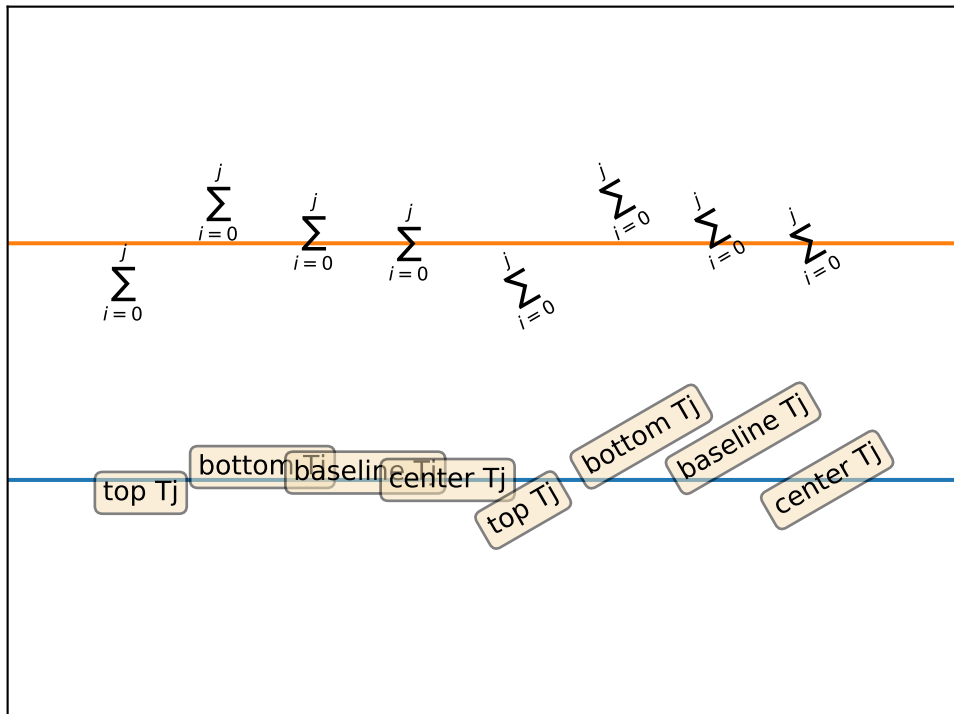 j
∑
i = 0
j
∑
i = 0
j
∑
i = 0
j
∑
i = 0
j
∑
i = 0
j
∑
i = 0
j
∑
i = 0
j
∑
i = 0
top Tj
bottom Tj
baseline Tj
center Tj
top Tj
bottom Tj
baseline Tj
center Tj